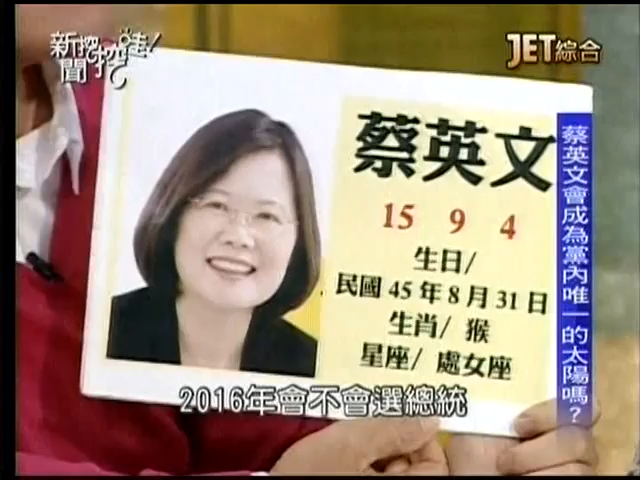 新聞挖挖哇!
JET綜合
蔡英文
15 9 4
生日/
民國 45 年 8 月 31 日
生肖/ 猴
星座/ 處女座
蔡英文會成為黨內唯一的太陽嗎?
2016年會不會選總統